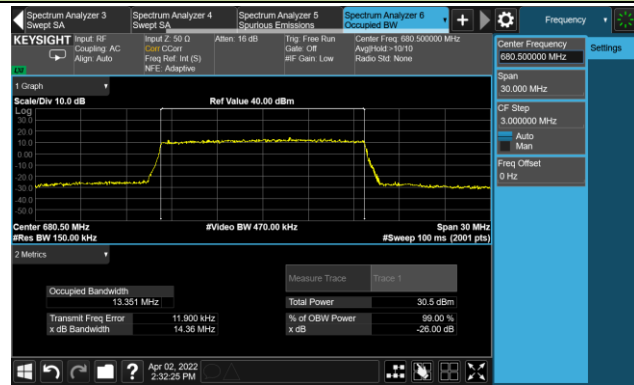 Spectrum Analyzer 3
Swept SA
Spectrum Analyzer 4
Swept SA
Spectrum Analyzer 5
Spurious Emissions
Spectrum Analyzer 6
Occupied BW
Frequency
KEYSIGHT
Input: RF
Coupling: AC
Align: Auto
Input Z: 50 Ω
Corr CCorr
Freq Ref: Int (S)
NFE: Adaptive
Atten: 16 dB
Trig: Free Run
Gate: Off
#IF Gain: Low
Center Freq: 680.500000 MHz
Avg|Hold:>10/10
Radio Std: None
Center Frequency
680.500000 MHz
Settings
Span
30.000 MHz
CF Step
3.000000 MHz
Auto
Man
Freq Offset
0 Hz
1 Graph
Scale/Div 10.0 dB
Ref Value 40.00 dBm
Log
30.0
20.0
10.0
0.00
-10.0
-20.0
-30.0
-40.0
-50.0
Center 680.50 MHz
#Video BW 470.00 kHz
Span 30 MHz
#Res BW 150.00 kHz
#Sweep 100 ms (2001 pts)
2 Metrics
Measure Trace
Trace 1
Occupied Bandwidth
13.351 MHz
Total Power
30.5 dBm
Transmit Freq Error
11.900 kHz
% of OBW Power
99.00 %
x dB Bandwidth
14.36 MHz
x dB
-26.00 dB
Apr 02, 2022
2:32:25 PM